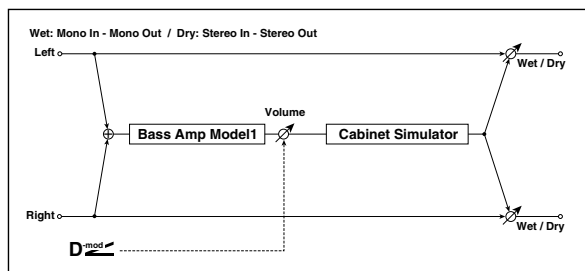 Wet: Mono In - Mono Out / Dry: Stereo In - Stereo Out
Left
Wet / Dry
Volume
Bass Amp Model1
Cabinet Simulator
Right
Wet / Dry
D-mod